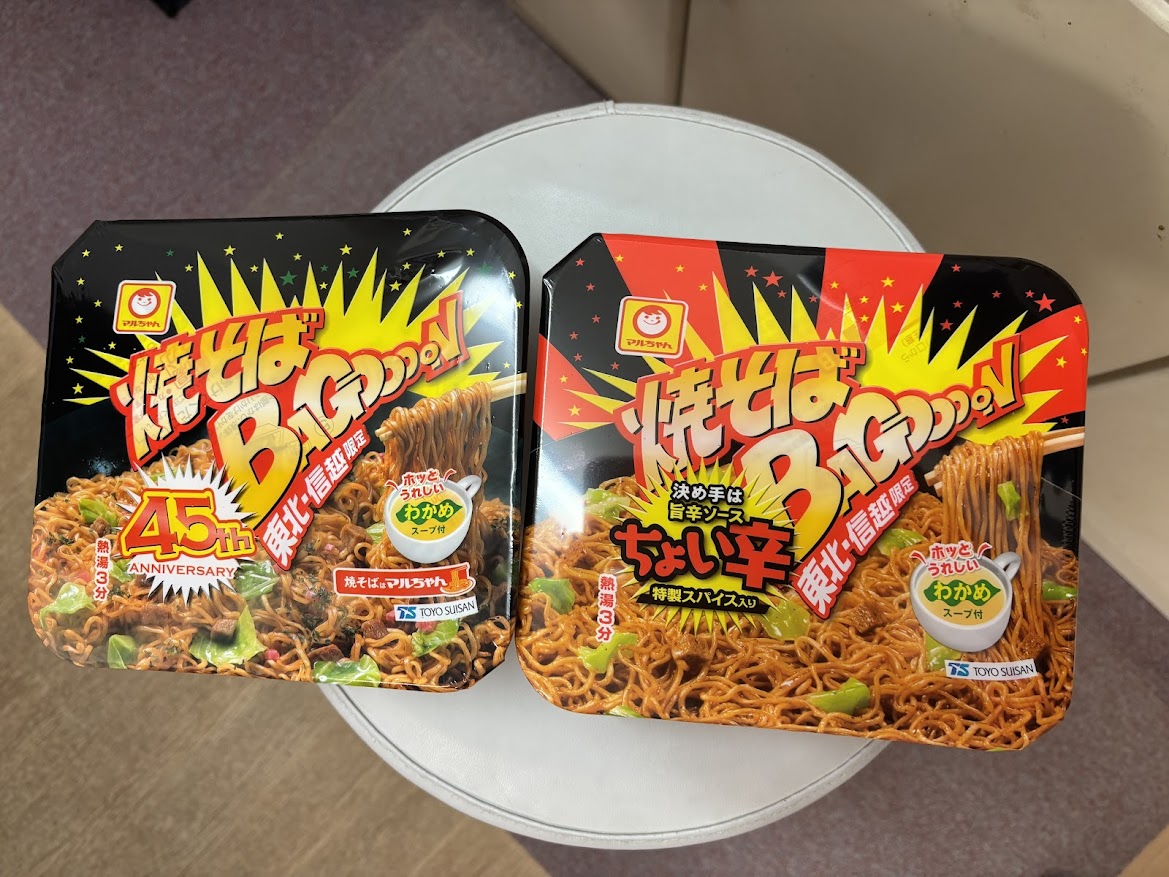 マルちゃん
焼そば
BAGOOOON
東北・信越限定
45th
ANNIVERSARY
熱湯3分
ホッと
うれしい
わかめ
スープ付
焼そばはマルちゃん
TS TOYO SUISAN
マルちゃん
焼そば
BAGOOOON
東北・信越限定
決め手は
旨辛ソース
ちょい辛
特製スパイス入り
熱湯3分
ホッと
うれしい
わかめ
スープ付
TS TOYO SUISAN